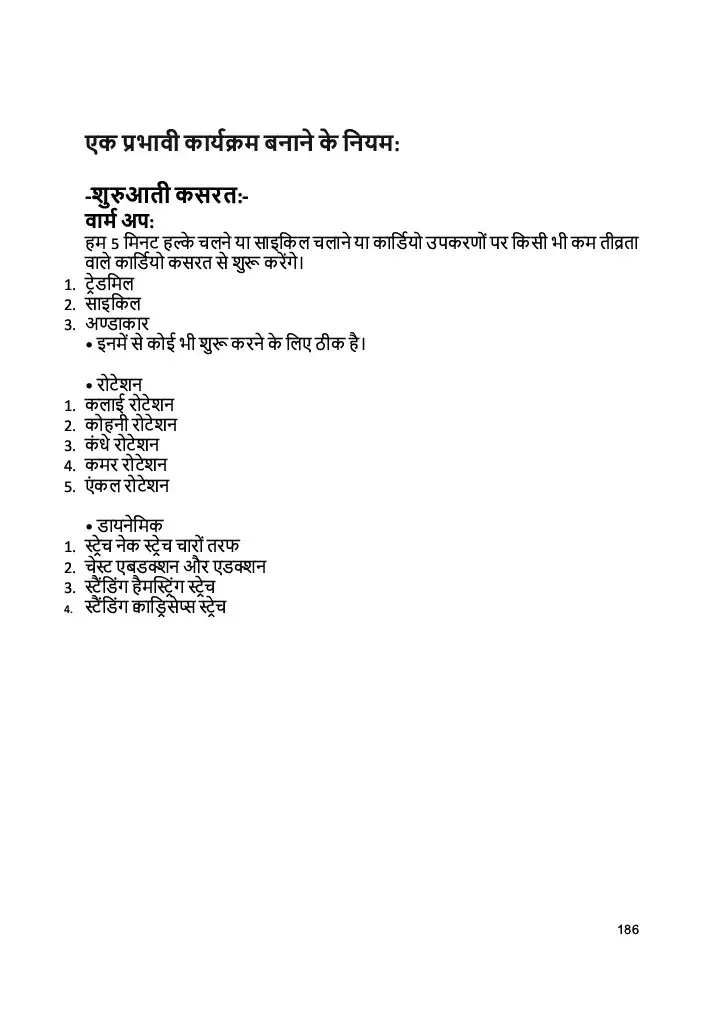 एक प्रभावी कार्यक्रम बनाने के नियम:
-शुरुआती कसरत:-
वार्म अप:
हम 5 मिनट हल्के चलने या साइकिल चलाने या कार्डियो उपकरणों पर किसी भी कम तीव्रता
वाले कार्डियो कसरत से शुरू करेंगे।
1. ट्रेडमिल
2. साइकिल
3. अण्डाकार
• इनमें से कोई भी शुरू करने के लिए ठीक है।
• रोटेशन
1. कलाई रोटेशन
2. कोहनी रोटेशन
3. कंधे रोटेशन
4. कमर रोटेशन
5. एंकल रोटेशन
• डायनेमिक
1. स्ट्रेच नेक स्ट्रेच चारों तरफ
2. चेस्ट एबडक्शन और एडक्शन
3. स्टैंडिंग हैमस्ट्रिंग स्ट्रेच
4. स्टैंडिंग क्वाड्रिसेप्स स्ट्रेच
186